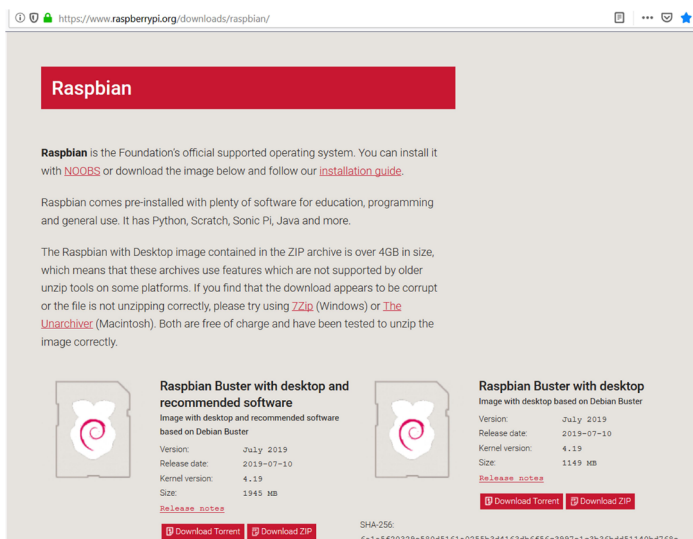 https://www.raspberrypi.org/downloads/raspbian/
Raspbian
Raspbian is the Foundation's official supported operating system. You can install it
with NOOBS or download the image below and follow our installation guide.
Raspbian comes pre-installed with plenty of software for education, programming
and general use. It has Python, Scratch, Sonic Pi, Java and more.
The Raspbian with Desktop image contained in the ZIP archive is over 4GB in size,
which means that these archives use features which are not supported by older
unzip tools on some platforms. If you find that the download appears to be corrupt
or the file is not unzipping correctly, please try using 7Zip (Windows) or The
Unarchiver (Macintosh). Both are free of charge and have been tested to unzip the
image correctly.
Raspbian Buster with desktop and
recommended software
Image with desktop and recommended software
based on Debian Buster
Version: July 2019
Release date: 2019-07-10
Kernel version: 4.19
Size: 1945 MB
Release notes
Download Torrent Download ZIP
Raspbian Buster with desktop
Image with desktop based on Debian Buster
Version: July 2019
Release date: 2019-07-10
Kernel version: 4.19
Size: 1149 MB
Release notes
Download Torrent Download ZIP
SHA-256: